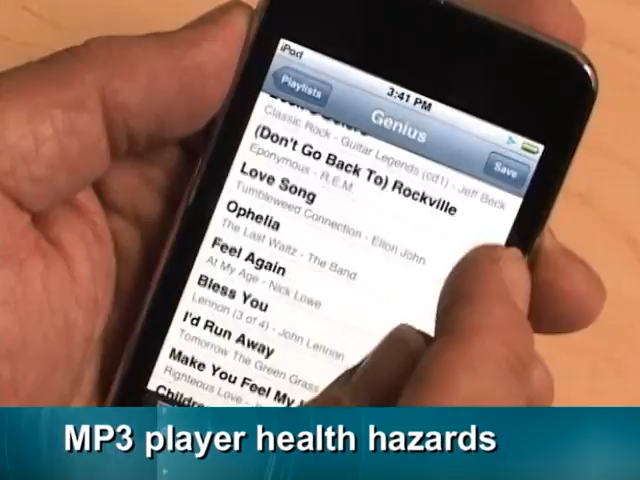 iPod
3:41 PM
Playlists
Genius
Save
Classic Rock - Guitar Legends (cd1) - Jeff Beck
(Don't Go Back To) Rockville
Eponymous - R.E.M.
Love Song
Tumbleweed Connection - Elton John
Ophelia
The Last Waltz - The Band
Feel Again
At My Age - Nick Lowe
Bless You
Lennon (3 of 4) - John Lennon
I'd Run Away
Tomorrow The Green Grass
Make You Feel My
Righteous Love -
MP3 player health hazards